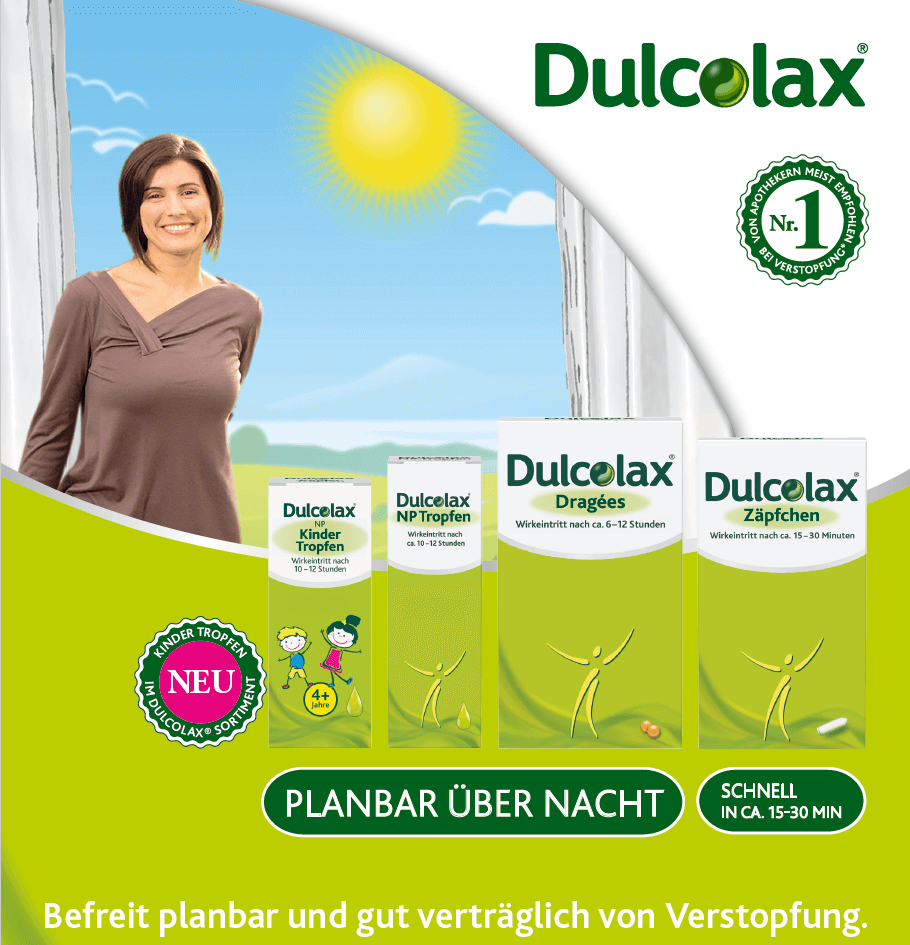 Dulcolax®
VON APOTHEKERN MEIST EMPFOHLEN
Nr. 1
BEI VERSTOPFUNG*
Dulcolax®
NP
Kinder
Tropfen
Wirkeintritt nach
10–12 Stunden
4+
Jahre
Dulcolax®
NP Tropfen
Wirkeintritt nach
ca. 10–12 Stunden
Dulcolax®
Dragées
Wirkeintritt nach ca. 6–12 Stunden
Dulcolax®
Zäpfchen
Wirkeintritt nach ca. 15–30 Minuten
KINDER TROPFEN
NEU
IM DULCOLAX® SORTIMENT
PLANBAR ÜBER NACHT
SCHNELL
IN CA. 15–30 MIN
Befreit planbar und gut verträglich von Verstopfung.